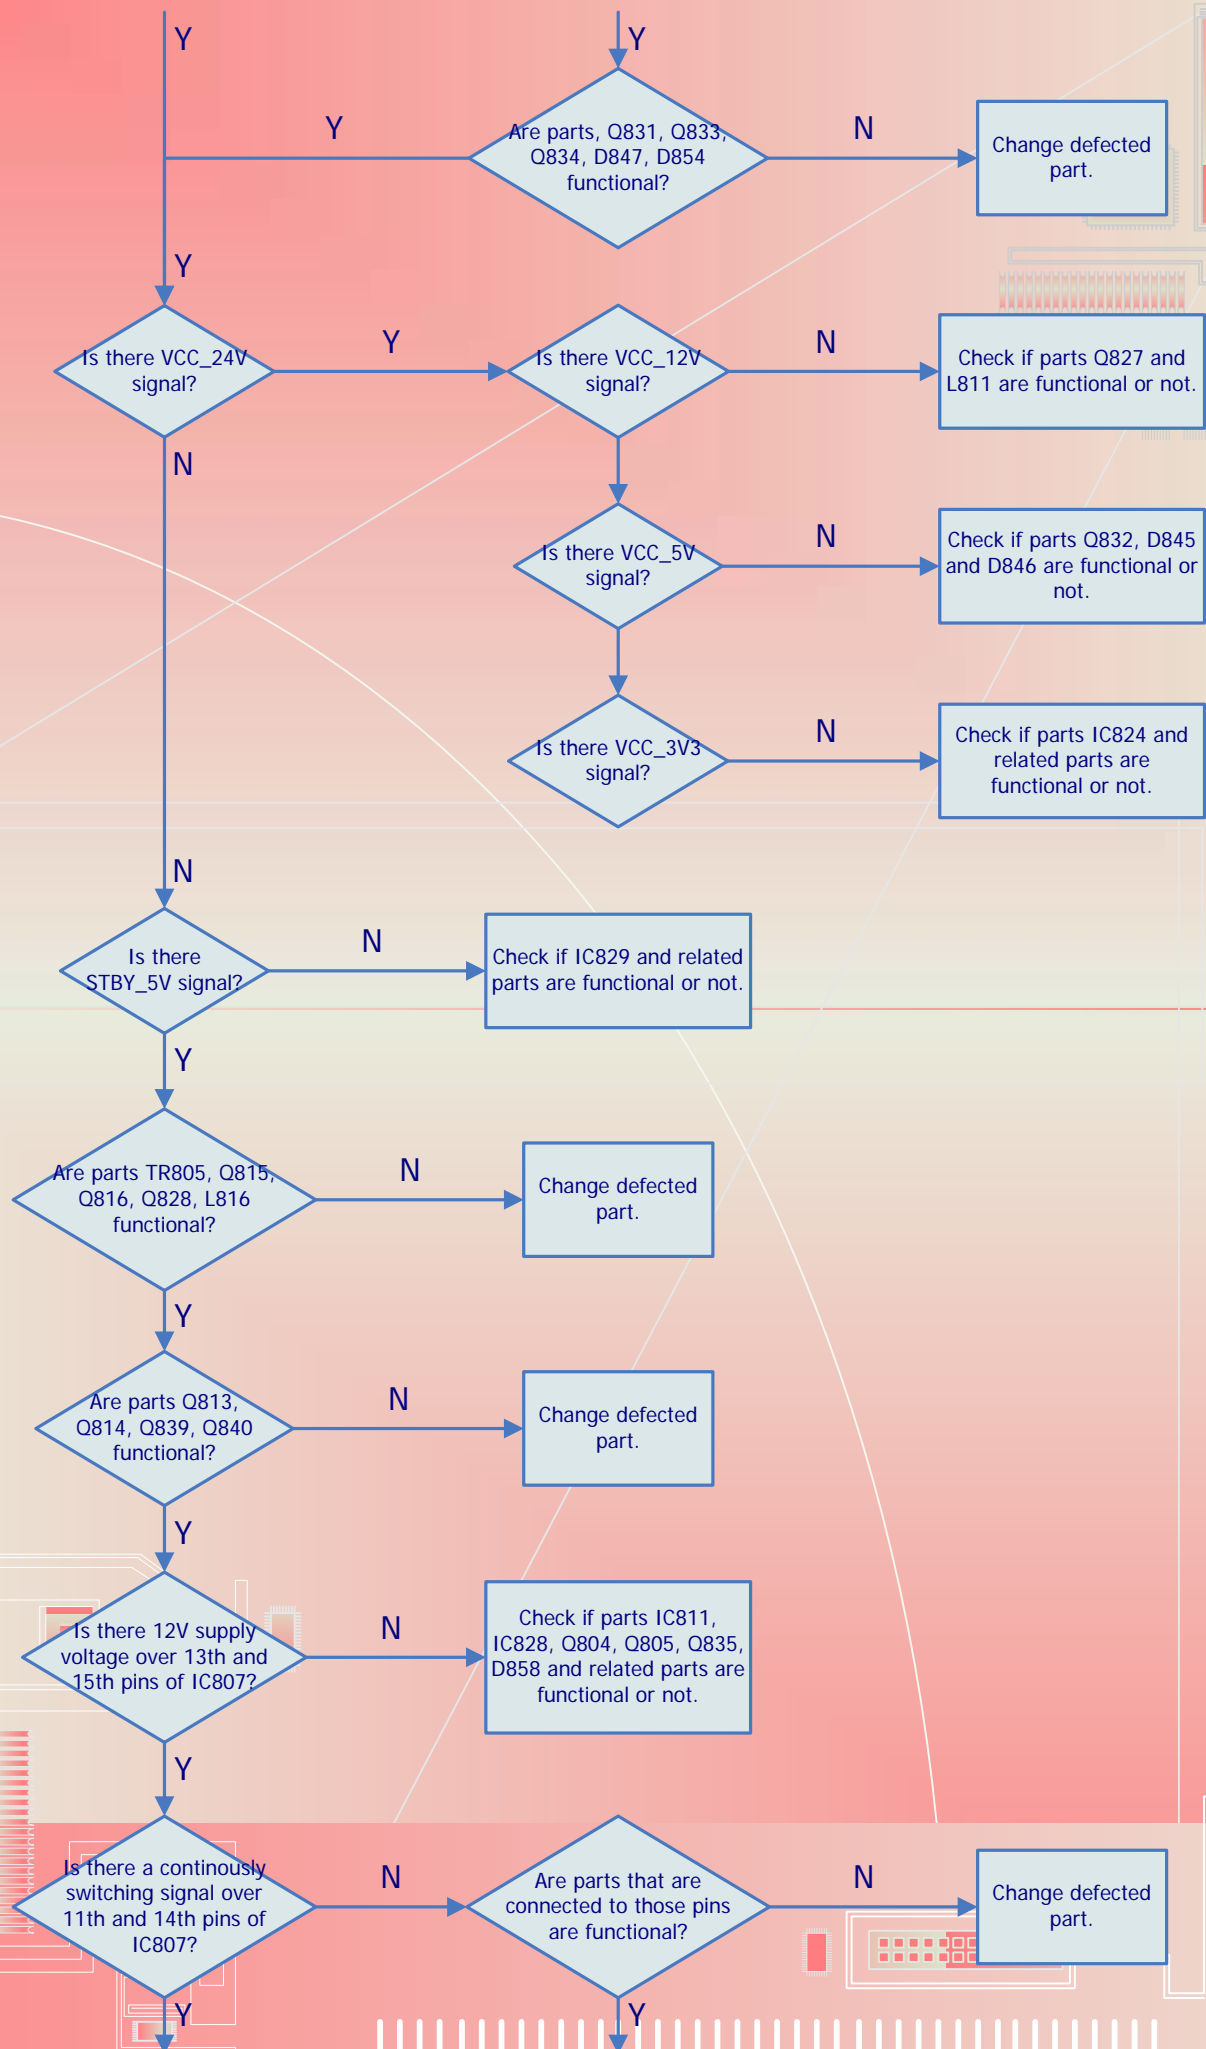 Y
Y
Are parts, Q831, Q833,
Q834, D847, D854
functional?
Y
N
Change defected
part.
Y
Is there VCC_24V
signal?
Y
Is there VCC_12V
signal?
N
Check if parts Q827 and
L811 are functional or not.
N
Is there VCC_5V
signal?
N
Check if parts Q832, D845
and D846 are functional or
not.
Is there VCC_3V3
signal?
N
Check if parts IC824 and
related parts are
functional or not.
N
Is there
STBY_5V signal?
N
Check if IC829 and related
parts are functional or not.
Y
Are parts TR805, Q815,
Q816, Q828, L816
functional?
N
Change defected
part.
Y
Are parts Q813,
Q814, Q839, Q840
functional?
N
Change defected
part.
Y
Is there 12V supply
voltage over 13th and
15th pins of IC807?
N
Check if parts IC811,
IC828, Q804, Q805, Q835,
D858 and related parts are
functional or not.
Y
Is there a continously
switching signal over
11th and 14th pins of
IC807?
N
Are parts that are
connected to those pins
are functional?
N
Change defected
part.
Y
Y